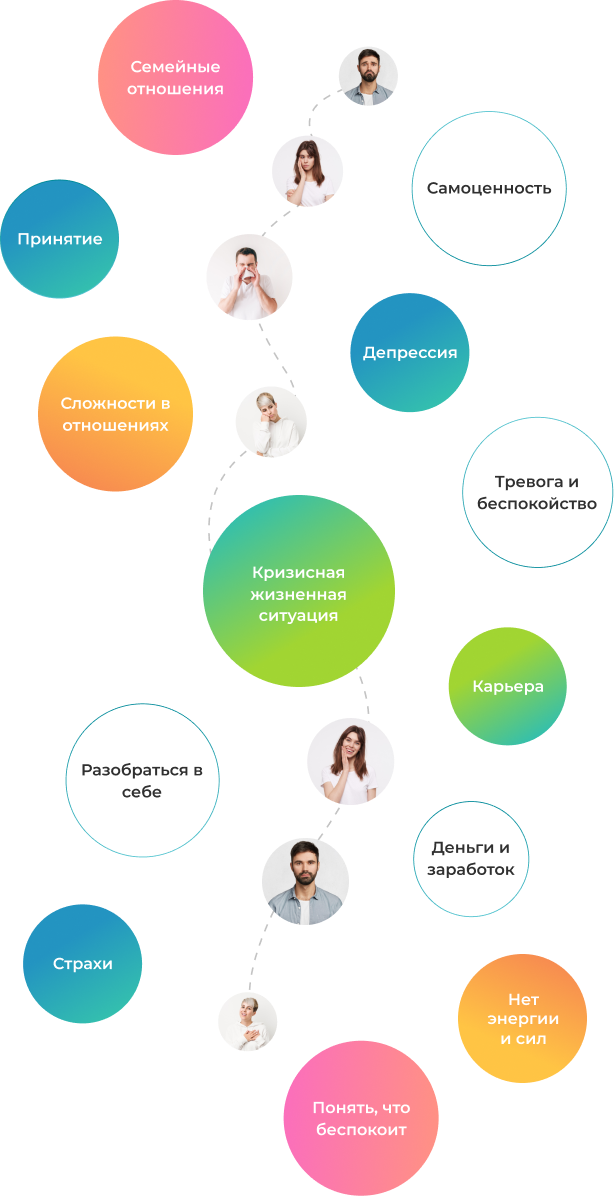 Семейные
отношения
Самоценность
Принятие
Депрессия
Сложности в
отношениях
Тревога и
беспокойство
Кризисная
жизненная
ситуация
Карьера
Разобраться в
себе
Деньги и
заработок
Страхи
Нет
энергии
и сил
Понять, что
беспокоит